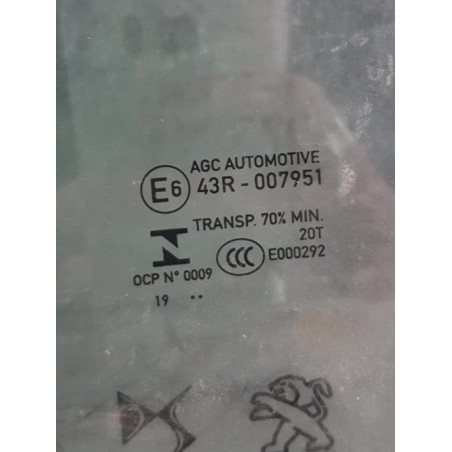 AGC AUTOMOTIVE
E6 43R - 007951
TRANSP. 70% MIN.
20T
CCC E000292
OCP N° 0009
19 ..